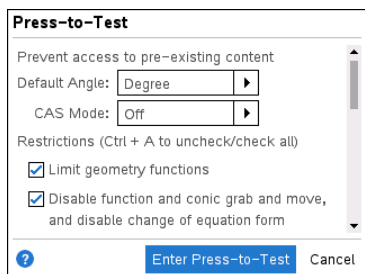 Press-to-Test
Prevent access to pre-existing content
Default Angle: Degree
CAS Mode: Off
Restrictions (Ctrl + A to uncheck/check all)
Limit geometry functions
Disable function and conic grab and move,
and disable change of equation form
? Enter Press-to-Test Cancel